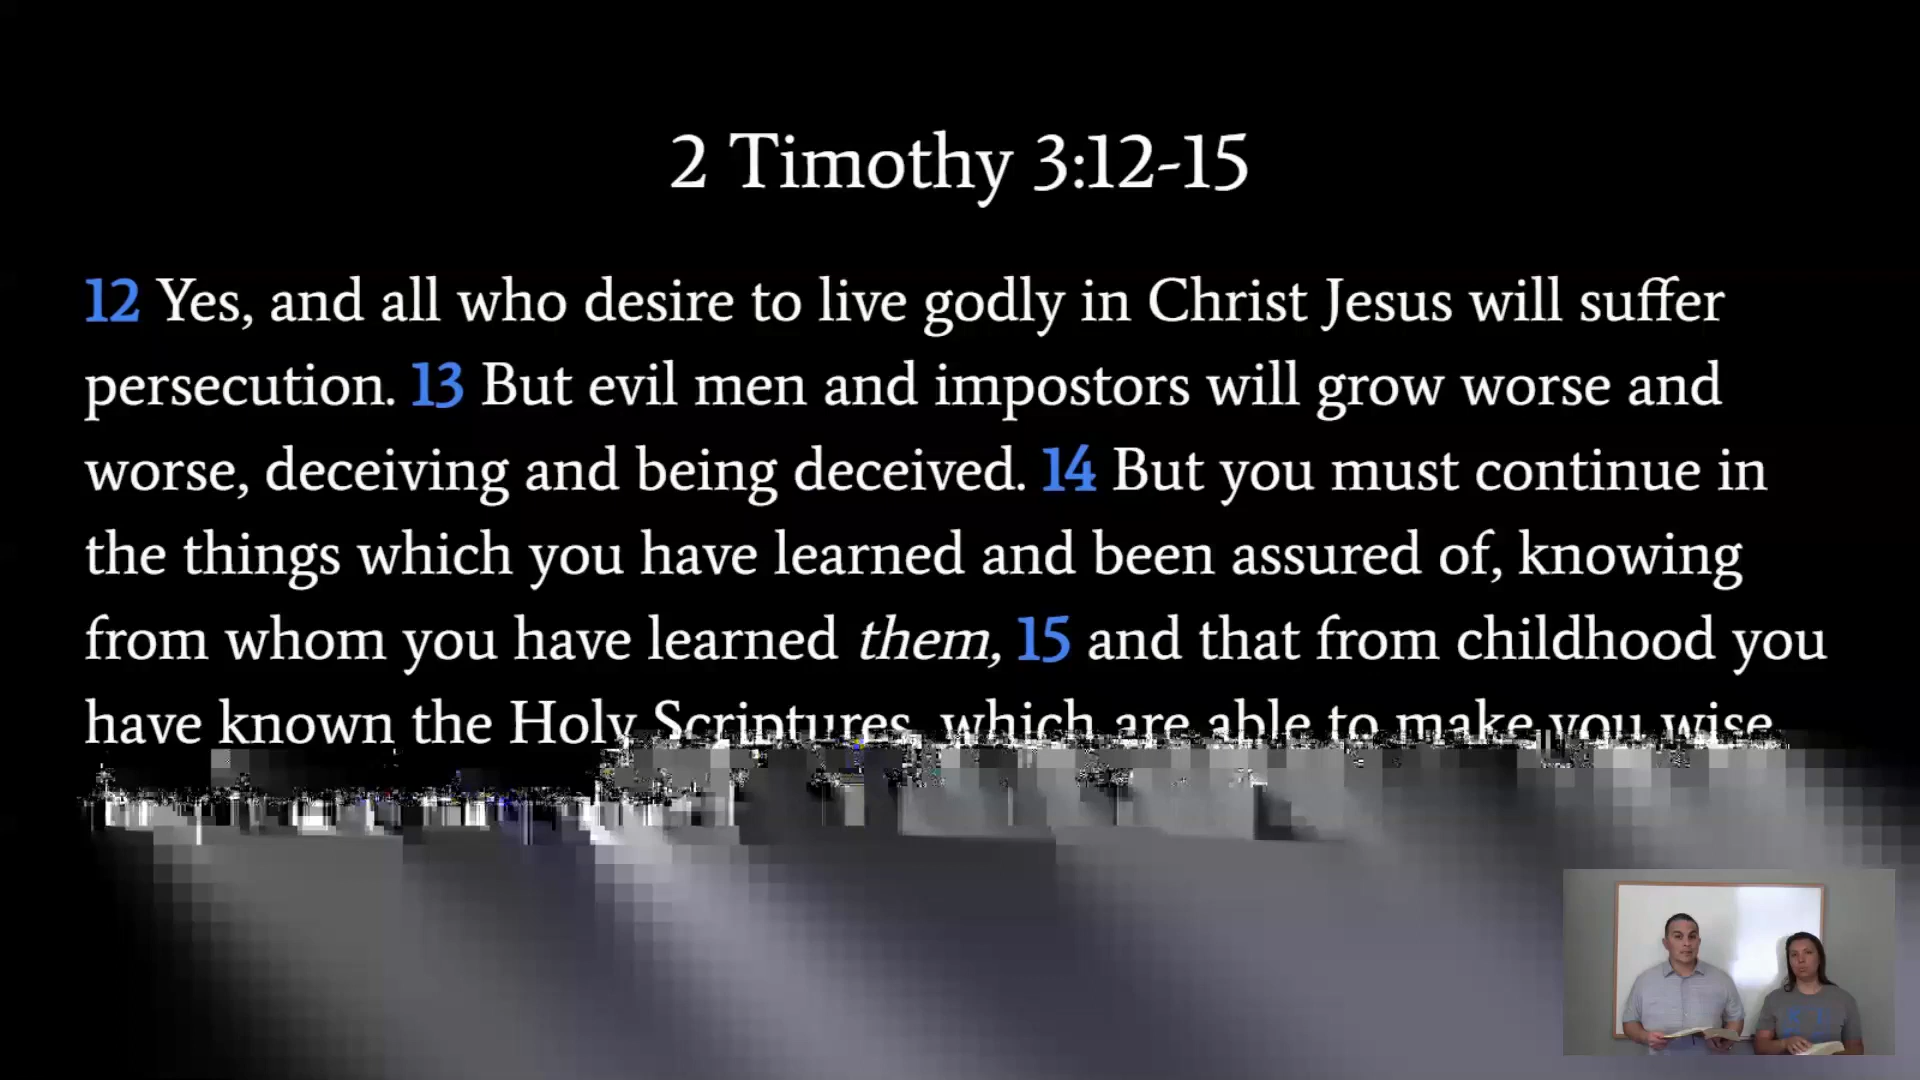 2 Timothy 3:12-15
12 Yes, and all who desire to live godly in Christ Jesus will suffer
persecution. 13 But evil men and impostors will grow worse and
worse, deceiving and being deceived. 14 But you must continue in
the things which you have learned and been assured of, knowing
from whom you have learned them, 15 and that from childhood you
have known the Holy Scriptures, which are able to make you wise